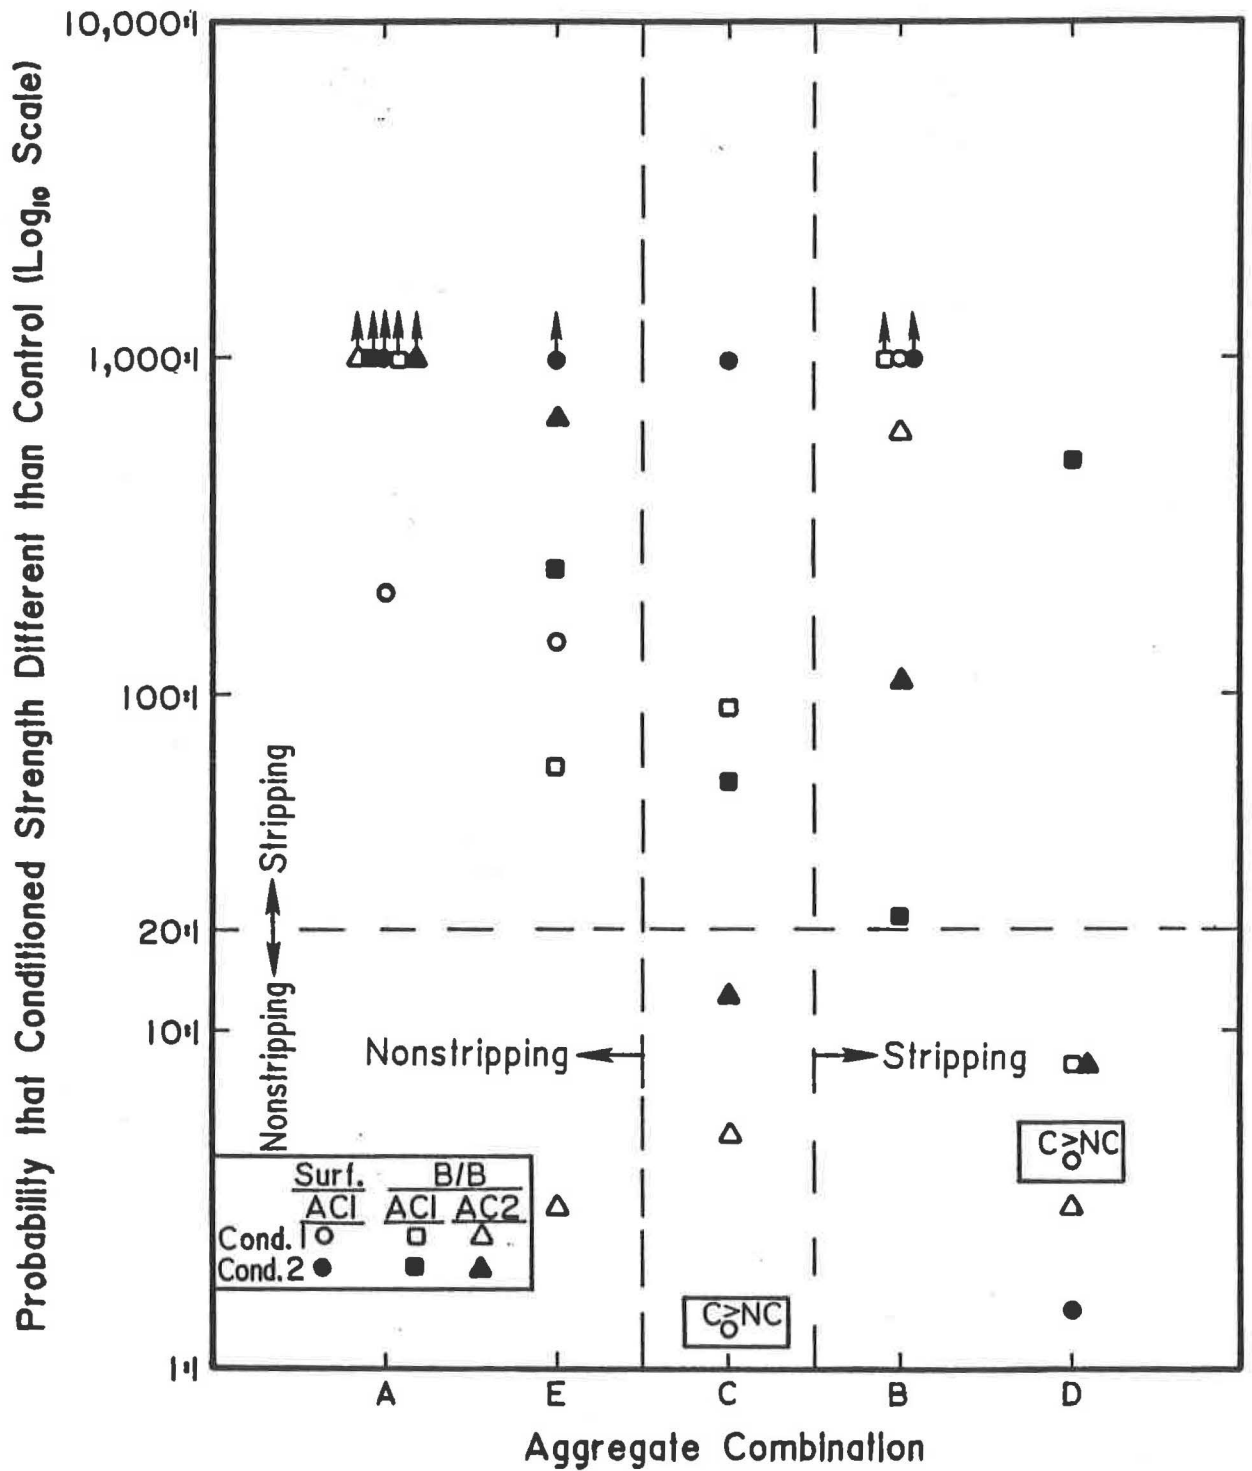 Probability that Conditioned Strength Different than Control (Log₁₀ Scale)
10,000:1
1,000:1
100:1
20:1
10:1
1:1
Stripping
Nonstripping
Nonstripping
Stripping
Surf. B/B
AC1 AC1 AC2
Cond. 1
Cond. 2
C≥NC
C≥NC
A E C B D
Aggregate Combination